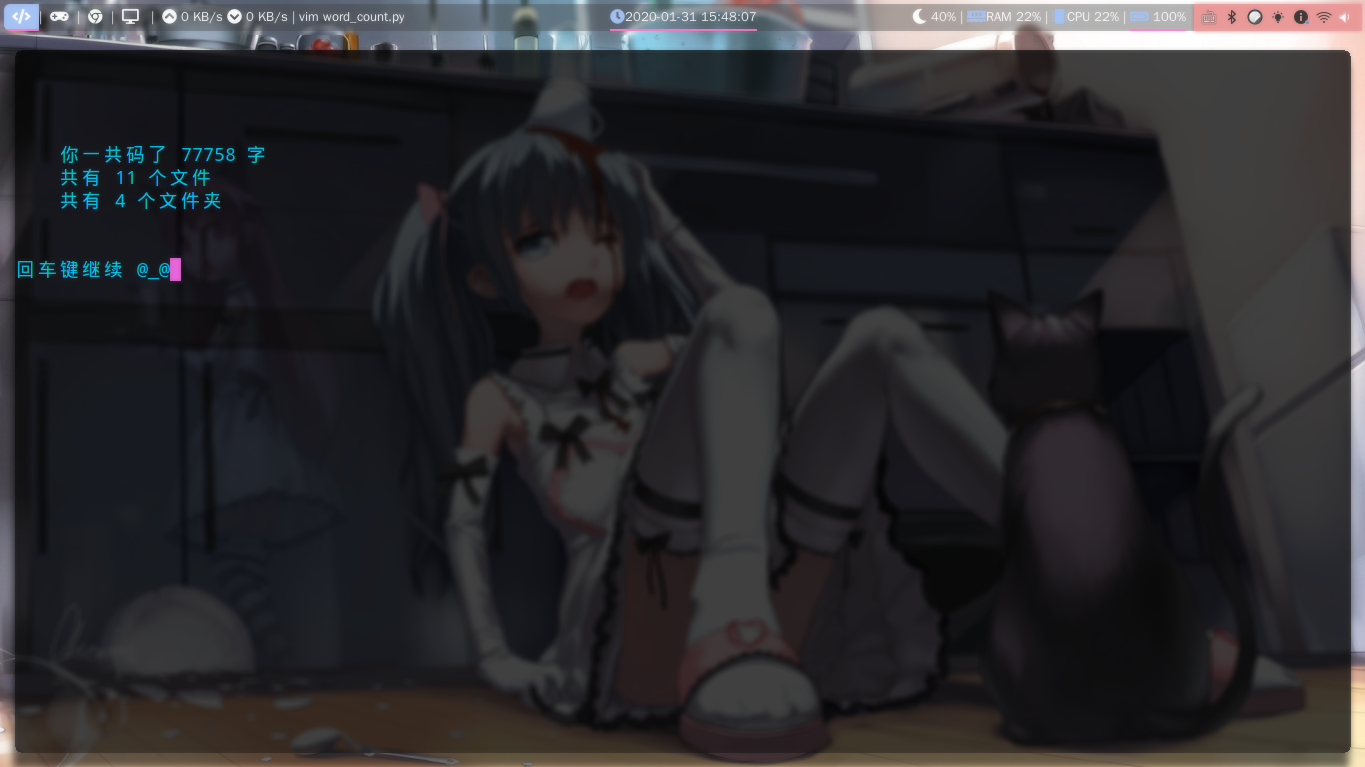 0 KB/s 0 KB/s | vim word_count.py
2020-01-31 15:48:07
40% | RAM 22% | CPU 22% | 100%
你一共码了 77758 字
共有 11 个文件
共有 4 个文件夹
回车键继续 @_@